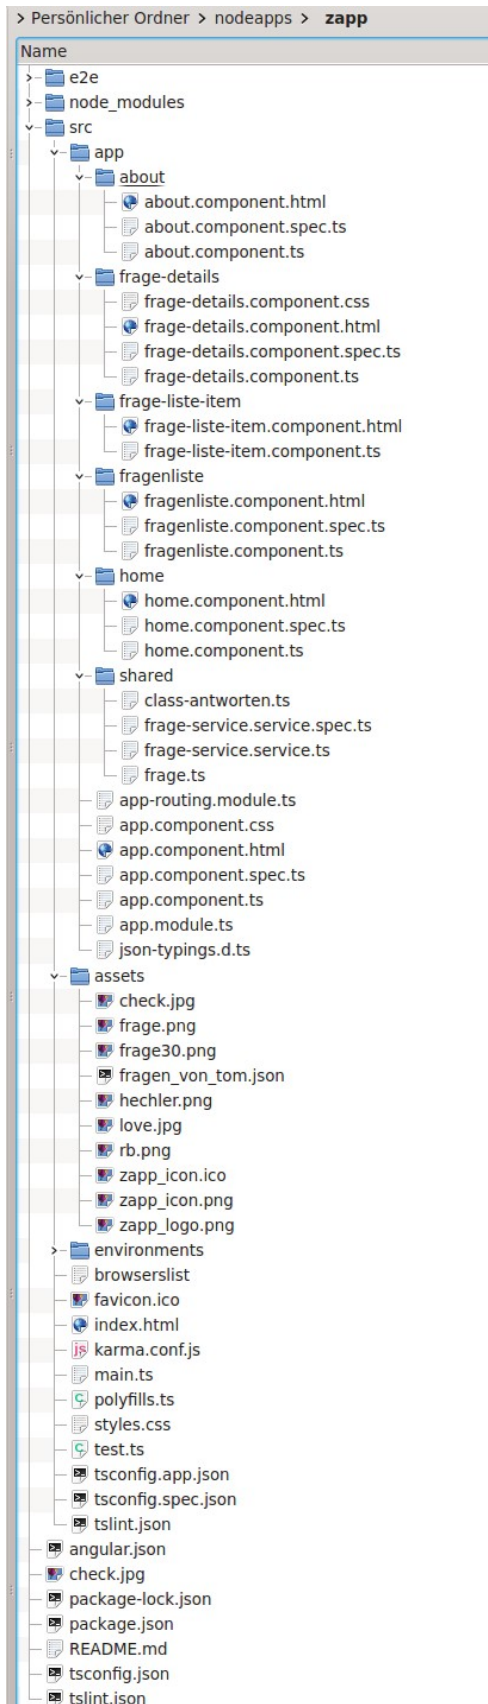 > Persönlicher Ordner > nodeapps > zapp
Name
e2e
node_modules
src
app
about
about.component.html
about.component.spec.ts
about.component.ts
frage-details
frage-details.component.css
frage-details.component.html
frage-details.component.spec.ts
frage-details.component.ts
frage-liste-item
frage-liste-item.component.html
frage-liste-item.component.ts
fragenliste
fragenliste.component.html
fragenliste.component.spec.ts
fragenliste.component.ts
home
home.component.html
home.component.spec.ts
home.component.ts
shared
class-antworten.ts
frage-service.service.spec.ts
frage-service.service.ts
frage.ts
app-routing.module.ts
app.component.css
app.component.html
app.component.spec.ts
app.component.ts
app.module.ts
json-typings.d.ts
assets
check.jpg
frage.png
frage30.png
fragen_von_tom.json
hechler.png
love.jpg
rb.png
zapp_icon.ico
zapp_icon.png
zapp_logo.png
environments
browserslist
favicon.ico
index.html
karma.conf.js
main.ts
polyfills.ts
styles.css
test.ts
tsconfig.app.json
tsconfig.spec.json
tslint.json
angular.json
check.jpg
package-lock.json
package.json
README.md
tsconfig.json
tslint.json